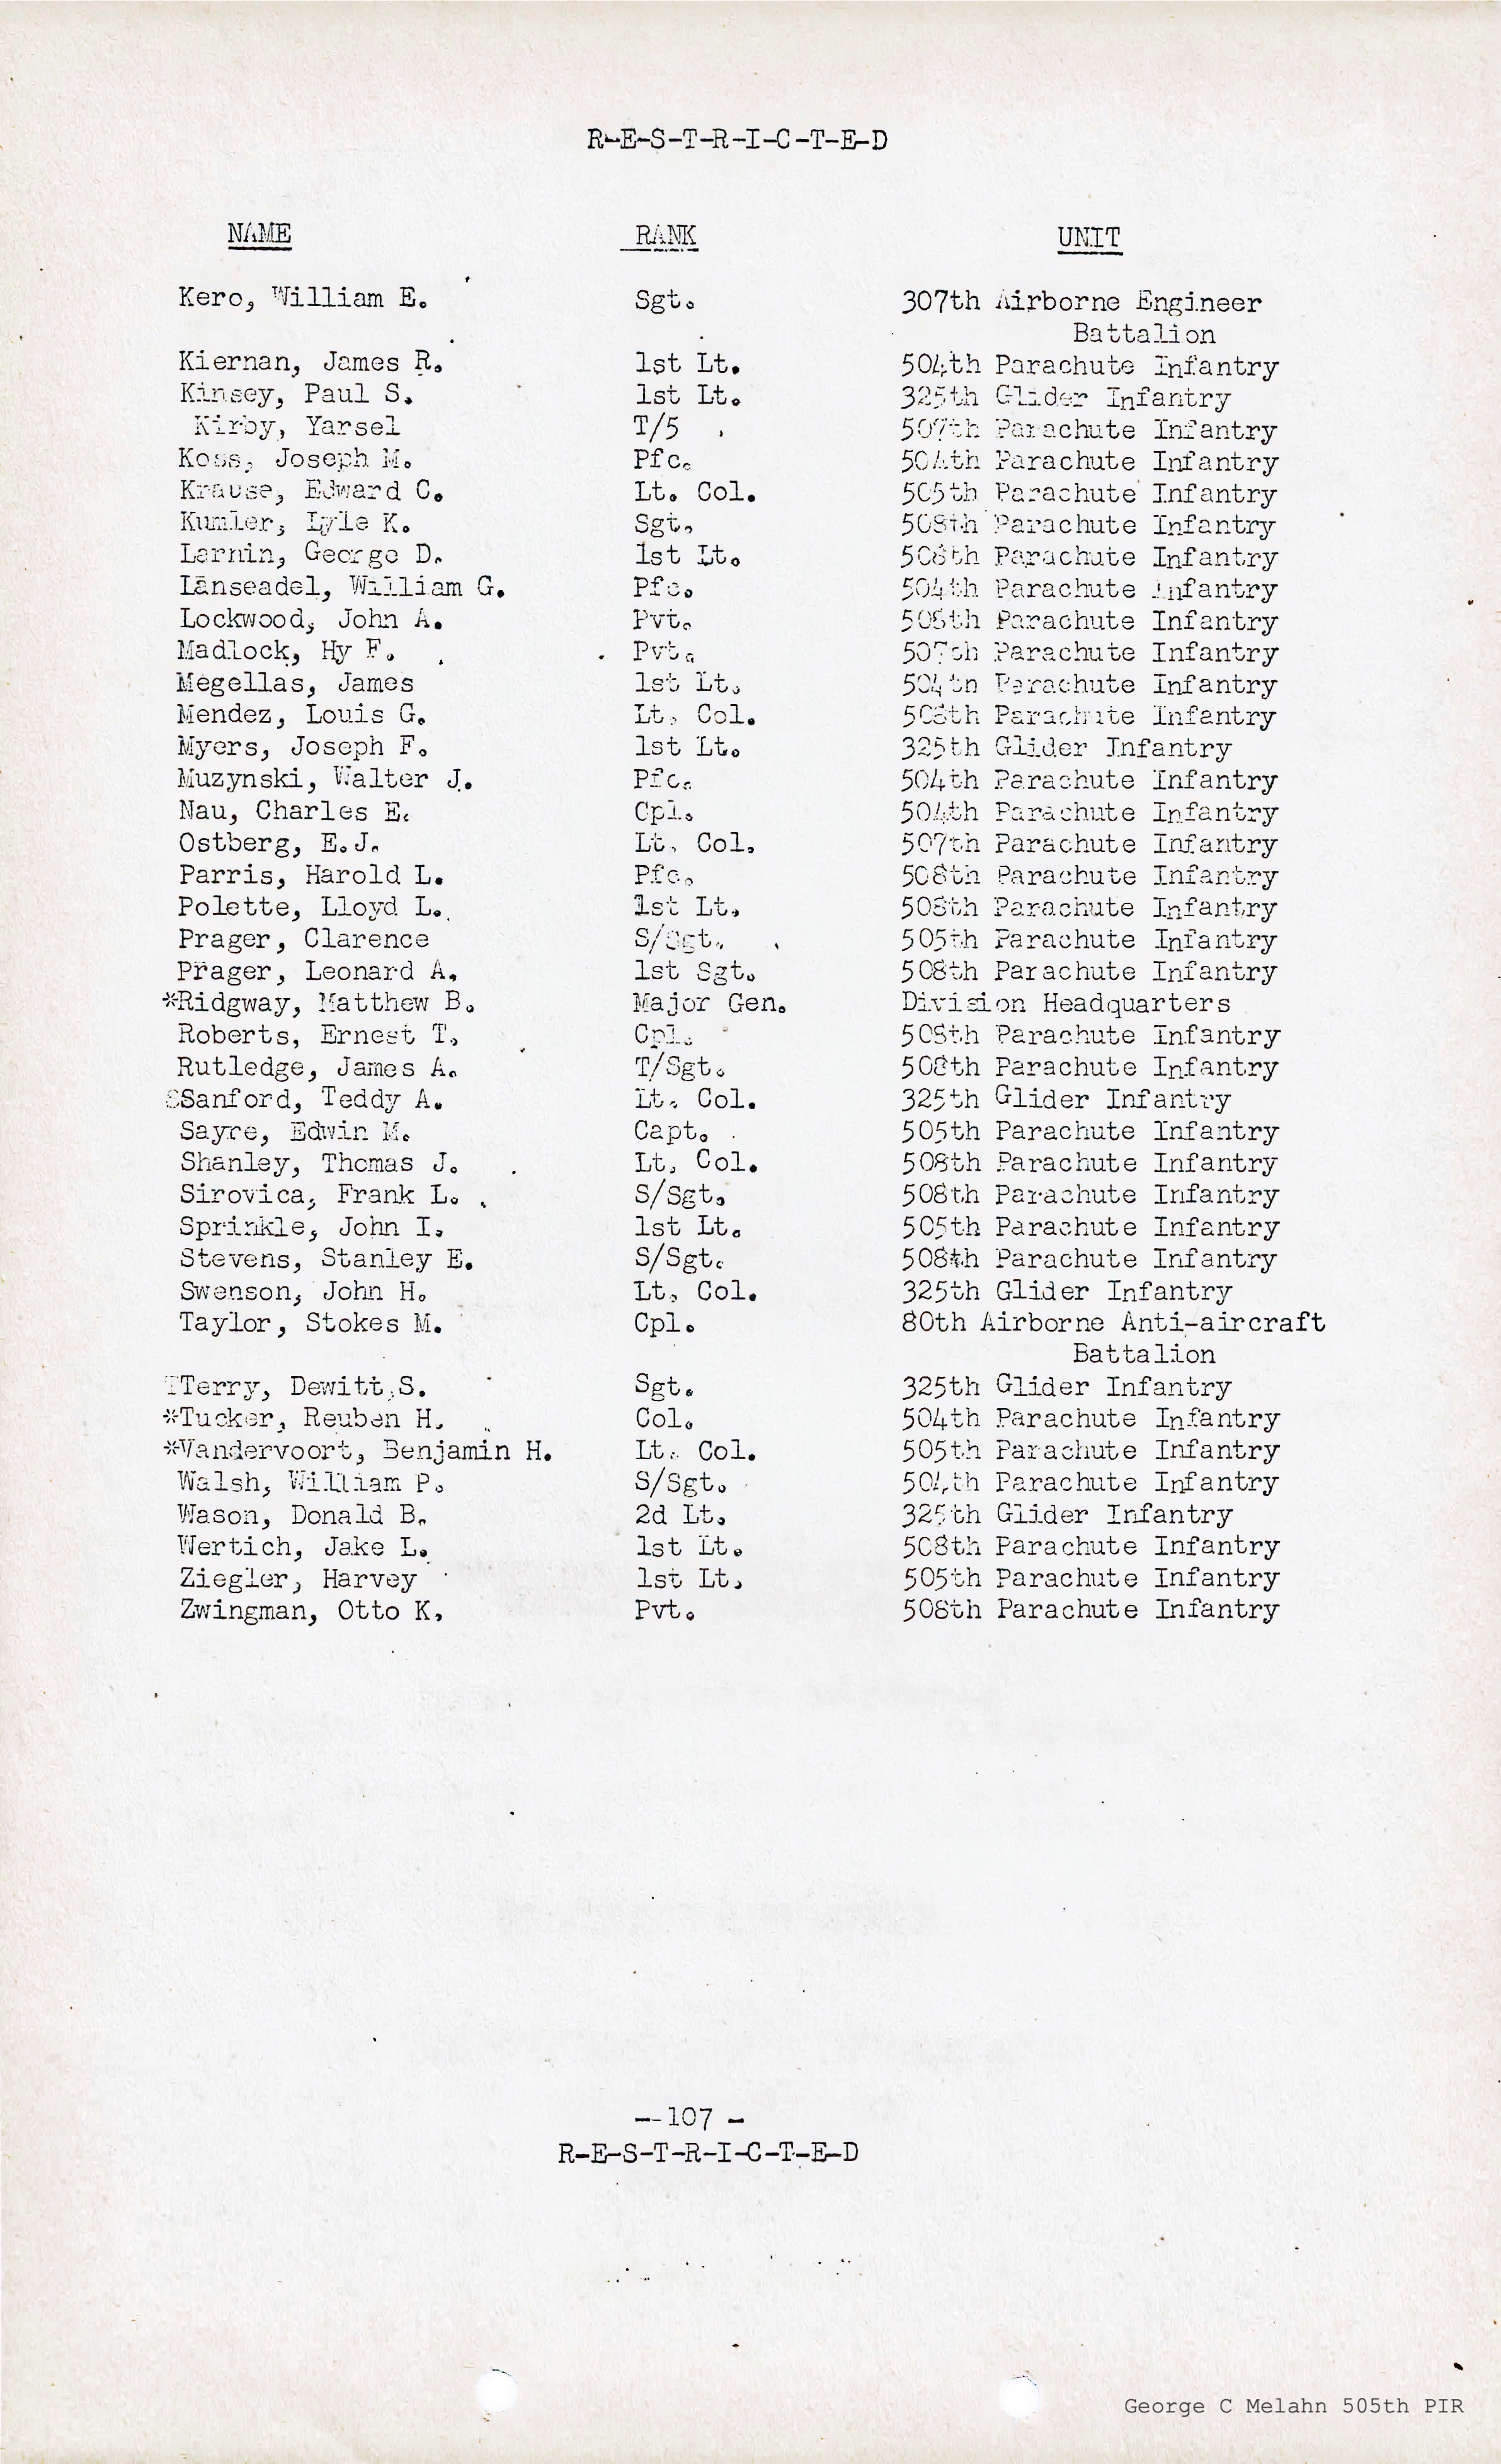 R-E-S-T-R-I-C-T-E-D
NAME RANK UNIT
Kero, William E. Sgt. 307th Airborne Engineer
Battalion
Kiernan, James R. 1st Lt. 504th Parachute Infantry
Kinsey, Paul S. 1st Lt. 325th Glider Infantry
Kirby, Yarsel T/5 507th Parachute Infantry
Koss, Joseph M. Pfc. 504th Parachute Infantry
Krause, Edward C. Lt. Col. 505th Parachute Infantry
Kumler, Lyle K. Sgt. 508th Parachute Infantry
Larnin, George D. 1st Lt. 508th Parachute Infantry
Lanseadel, William G. Pfc. 504th Parachute Infantry
Lockwood, John A. Pvt. 508th Parachute Infantry
Madlock, Hy F. Pvt. 507th Parachute Infantry
Megellas, James 1st Lt. 504th Parachute Infantry
Mendez, Louis G. Lt. Col. 508th Parachute Infantry
Myers, Joseph F. 1st Lt. 325th Glider Infantry
Muzynski, Walter J. Pfc. 504th Parachute Infantry
Nau, Charles E. Cpl. 504th Parachute Infantry
Ostberg, E.J. Lt. Col. 507th Parachute Infantry
Parris, Harold L. Pfc. 508th Parachute Infantry
Polette, Lloyd L. 1st Lt. 508th Parachute Infantry
Prager, Clarence S/Sgt. 505th Parachute Infantry
Prager, Leonard A. 1st Sgt. 508th Parachute Infantry
*Ridgway, Matthew B. Major Gen. Division Headquarters
Roberts, Ernest T. Cpl. 508th Parachute Infantry
Rutledge, James A. T/Sgt. 508th Parachute Infantry
SSanford, Teddy A. Lt. Col. 325th Glider Infantry
Sayre, Edwin M. Capt. 505th Parachute Infantry
Shanley, Thomas J. Lt. Col. 508th Parachute Infantry
Sirovica, Frank L. S/Sgt. 508th Parachute Infantry
Sprinkle, John I. 1st Lt. 505th Parachute Infantry
Stevens, Stanley E. S/Sgt. 508th Parachute Infantry
Swenson, John H. Lt. Col. 325th Glider Infantry
Taylor, Stokes M. Cpl. 80th Airborne Anti-aircraft
Battalion
TTerry, Dewitt,S. Sgt. 325th Glider Infantry
*Tucker, Reuben H. Col. 504th Parachute Infantry
*Vandervoort, Benjamin H. Lt. Col. 505th Parachute Infantry
Walsh, William P. S/Sgt. 504th Parachute Infantry
Wason, Donald B. 2d Lt. 325th Glider Infantry
Wertich, Jake L. 1st Lt. 508th Parachute Infantry
Ziegler, Harvey 1st Lt. 505th Parachute Infantry
Zwingman, Otto K. Pvt. 508th Parachute Infantry
-- 107 -
R-E-S-T-R-I-C-T-E-D
George C Melahn 505th PIR